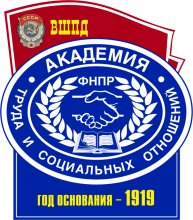 СССР
ВШПД
АКАДЕМИЯ
ФНПР
ТРУДА И СОЦИАЛЬНЫХ ОТНОШЕНИЙ
ГОД ОСНОВАНИЯ – 1919